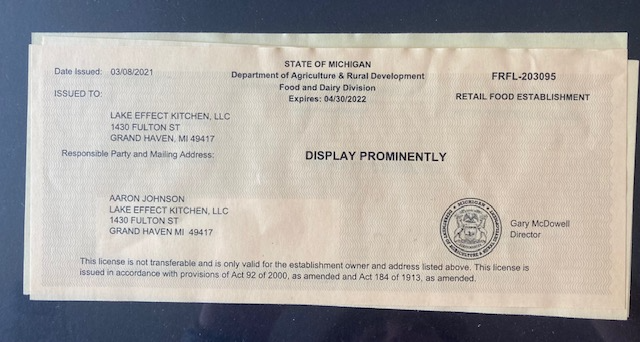 STATE OF MICHIGAN
Date Issued: 03/08/2021
Department of Agriculture & Rural Development
FRFL-203095
Food and Dairy Division
ISSUED TO:
Expires: 04/30/2022
RETAIL FOOD ESTABLISHMENT
LAKE EFFECT KITCHEN, LLC
1430 FULTON ST
GRAND HAVEN, MI 49417
Responsible Party and Mailing Address:
DISPLAY PROMINENTLY
AARON JOHNSON
LAKE EFFECT KITCHEN, LLC
1430 FULTON ST
GRAND HAVEN MI 49417
MICHIGAN
Gary McDowell
Director
This license is not transferable and is only valid for the establishment owner and address listed above. This license is
issued in accordance with provisions of Act 92 of 2000, as amended and Act 184 of 1913, as amended.